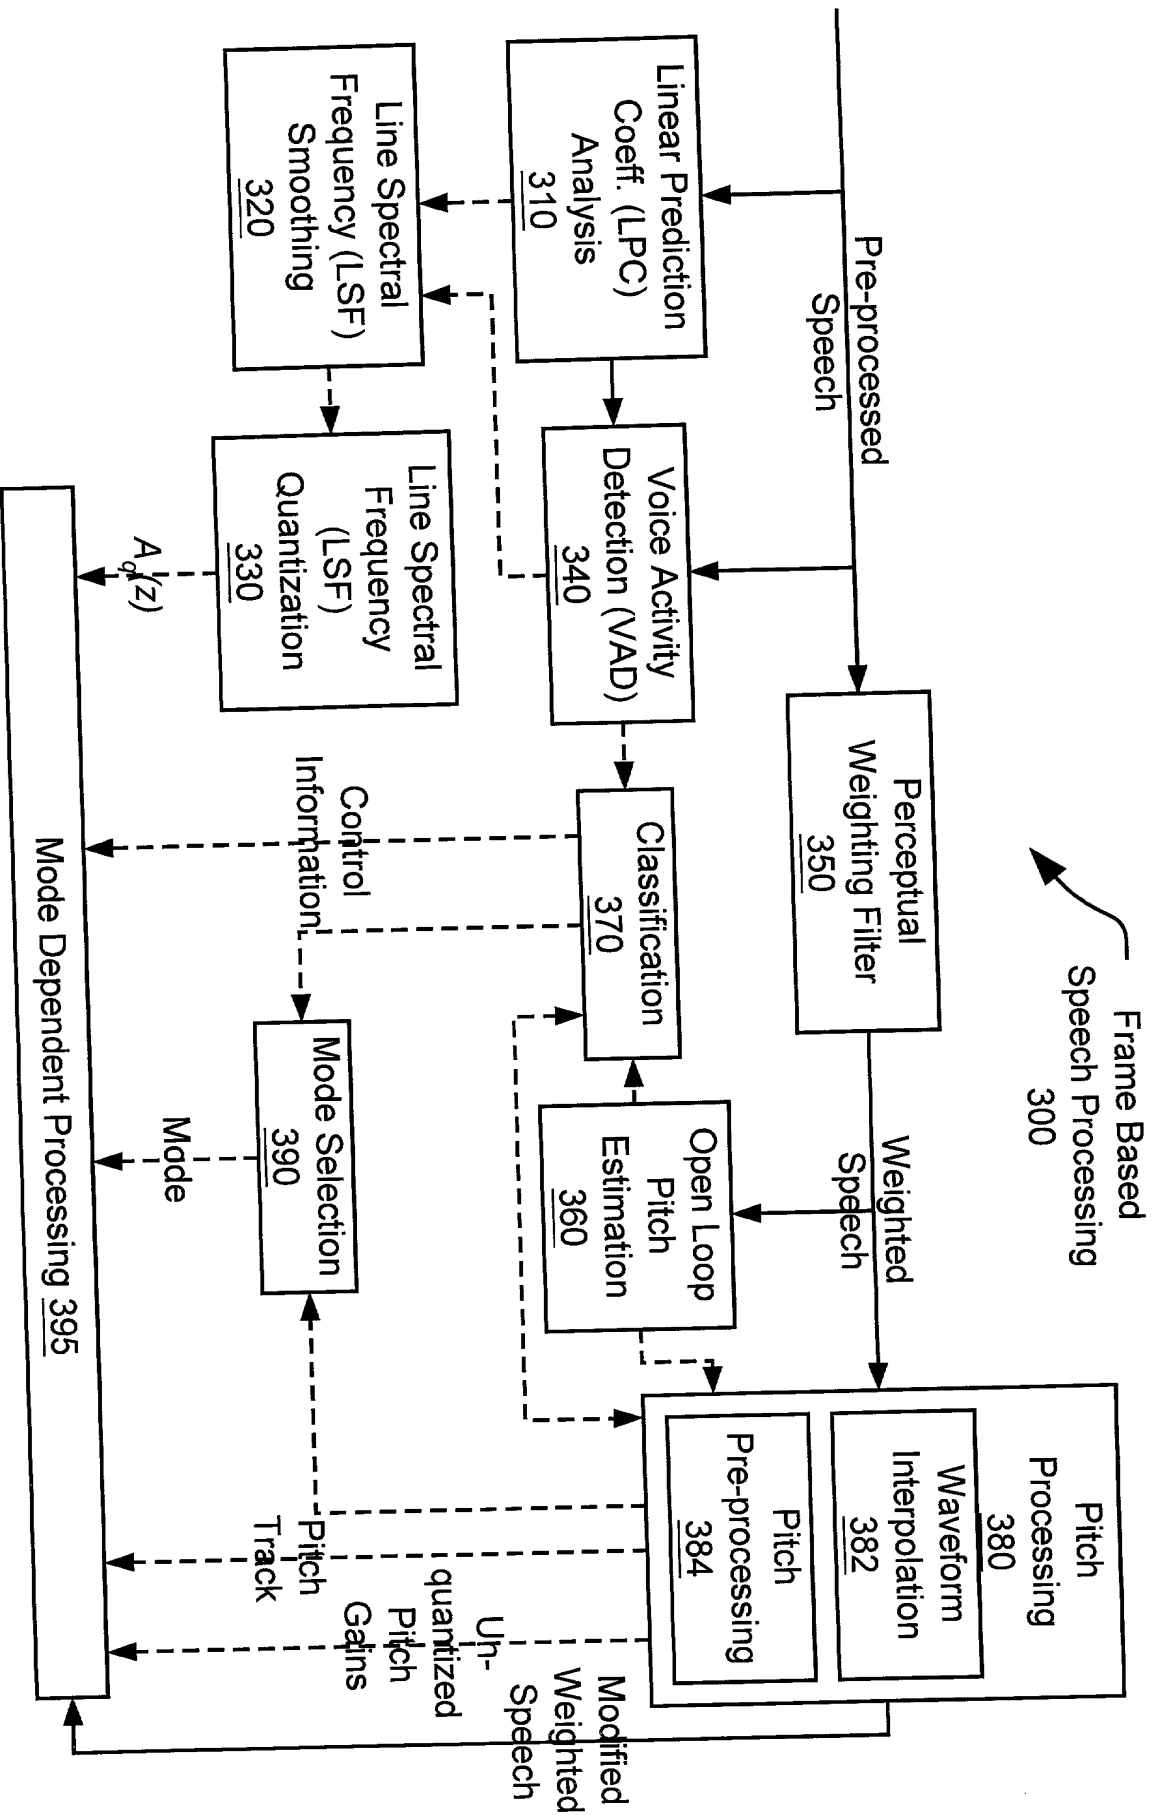 Frame Based
Speech Processing
300
Pre-processed
Speech
Linear Prediction
Coeff. (LPC)
Analysis
310
Line Spectral
Frequency (LSF)
Smoothing
320
Line Spectral
Frequency
(LSF)
Quantization
330
Voice Activity
Detection (VAD)
340
Perceptual
Weighting Filter
350
Weighted
Speech
Open Loop
Pitch
Estimation
360
Classification
370
Pitch
Processing
380
Waveform
Interpolation
382
Pitch
Pre-processing
384
Control
Information
Mode Selection
390
Mode
A_q(z)
Pitch
Track
Un-
quantized
Pitch
Gains
Modified
Weighted
Speech
Mode Dependent Processing 395